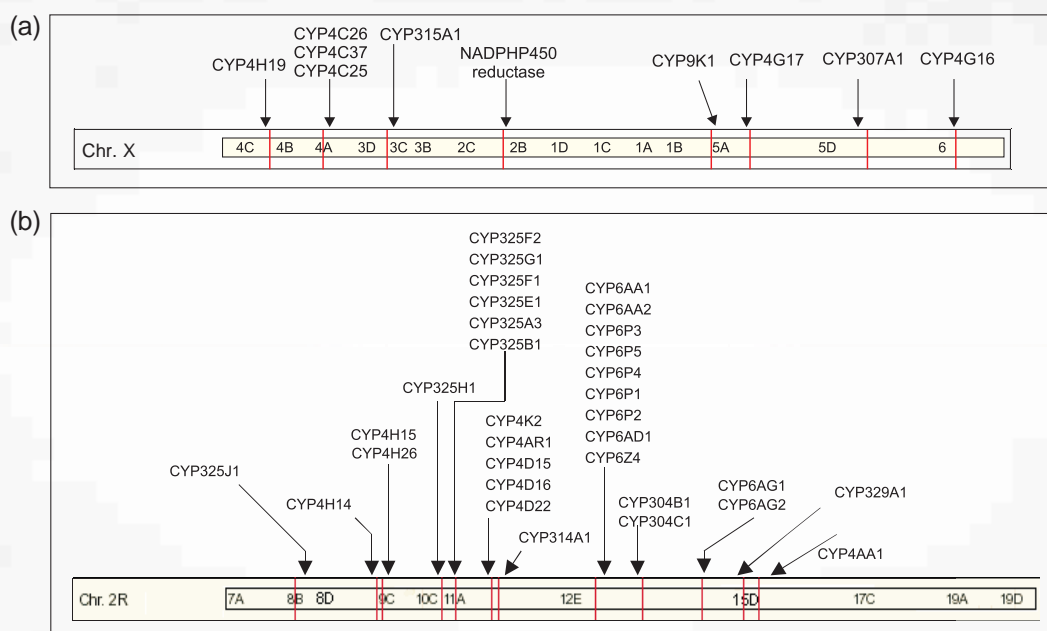 (a)
CYP4H19
CYP4C26
CYP4C37
CYP4C25
CYP315A1
NADPHP450
reductase
CYP9K1
CYP4G17
CYP307A1
CYP4G16
Chr. X
4C 4B 4A 3D 3C 3B 2C 2B 1D 1C 1A 1B 5A 5D 6
(b)
CYP325F2
CYP325G1
CYP325F1
CYP325E1
CYP325A3
CYP325B1
CYP6AA1
CYP6AA2
CYP6P3
CYP6P5
CYP6P4
CYP6P1
CYP6P2
CYP6AD1
CYP6Z4
CYP325H1
CYP4K2
CYP4AR1
CYP4D15
CYP4D16
CYP4D22
CYP4H15
CYP4H26
CYP325J1
CYP4H14
CYP314A1
CYP304B1
CYP304C1
CYP6AG1
CYP6AG2
CYP329A1
CYP4AA1
Chr. 2R
7A 8B 8D 9C 10C 11A 12E 15D 17C 19A 19D